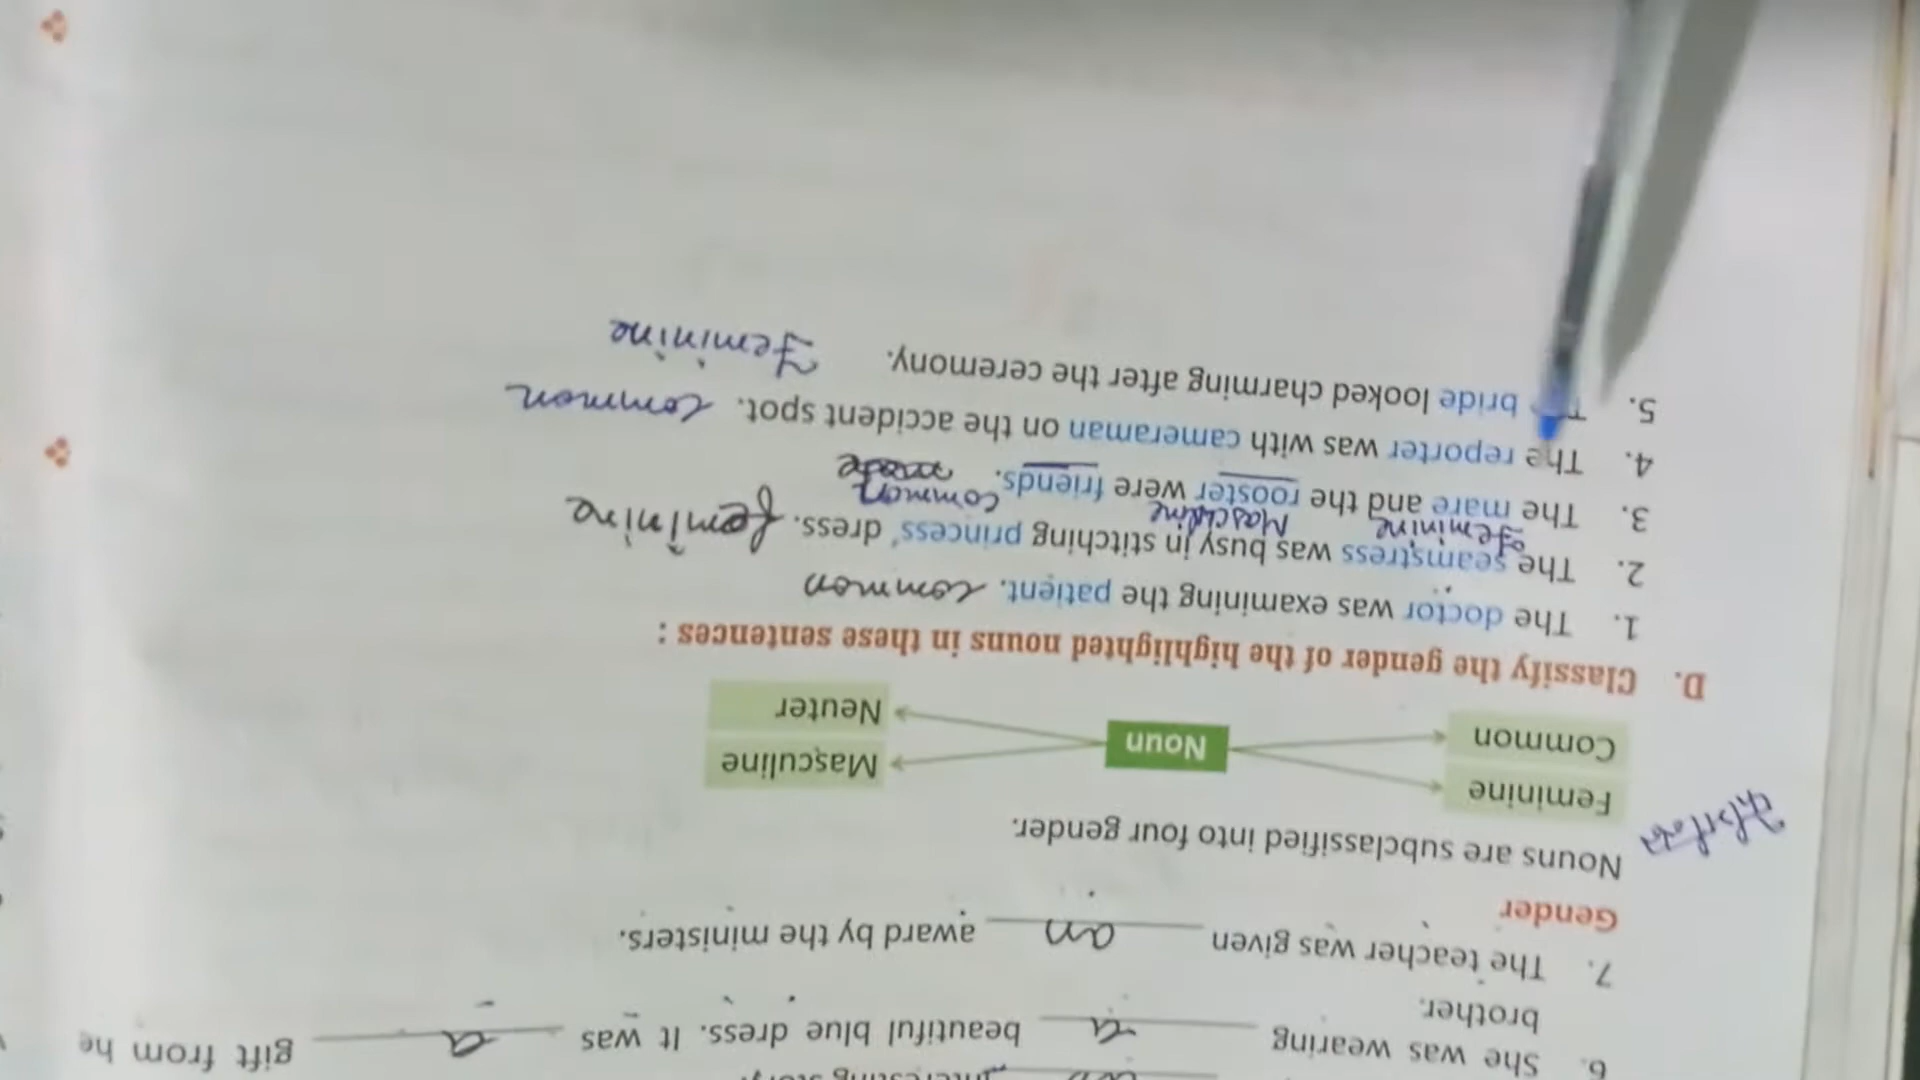 6. She was wearing a beautiful blue dress. It was a gift from he
brother.
7. The teacher was given an award by the ministers.
Gender
Nouns are subclassified into four gender.
Feminine Masculine
Noun
Common Neuter
D. Classify the gender of the highlighted nouns in these sentences :
1. The doctor was examining the patient. common
2. The seamstress was busy in stitching princess' dress. feminine
Feminine Masculine common
3. The mare and the rooster were friends.
4. The reporter was with cameraman on the accident spot. common
5. bride looked charming after the ceremony. Feminine